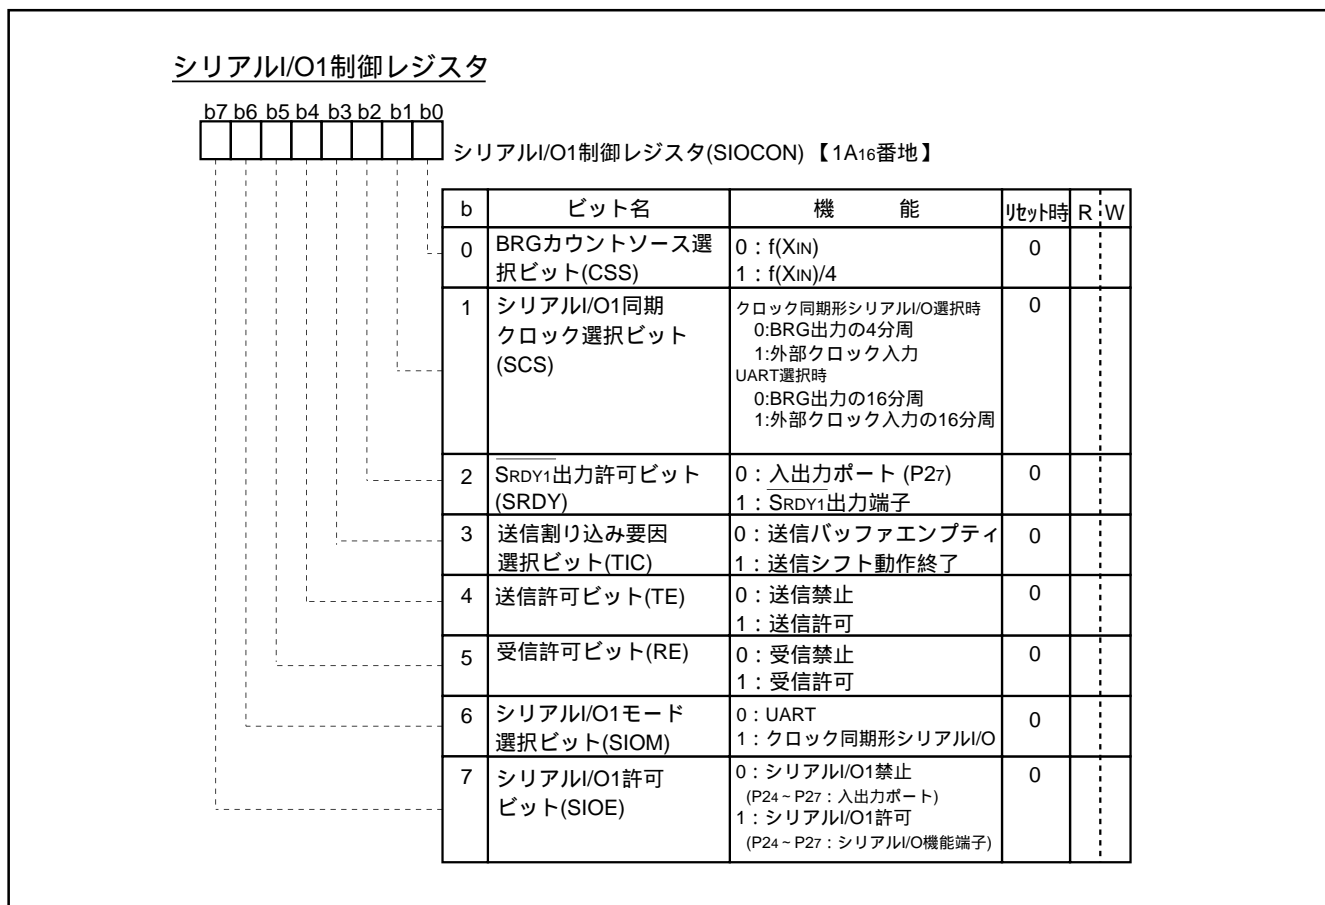 シリアルI/O1制御レジスタ
b7 b6 b5 b4 b3 b2 b1 b0
シリアルI/O1制御レジスタ(SIOCON)【1A16番地】
b ビット名 機 能 リセット時 R W
0 BRGカウントソース選 0：f(XIN) 0
択ビット(CSS) 1：f(XIN)/4
1 シリアルI/O1同期 クロック同期形シリアルI/O選択時 0
クロック選択ビット 0:BRG出力の4分周
(SCS) 1:外部クロック入力
UART選択時
0:BRG出力の16分周
1:外部クロック入力の16分周
2 SRDY1出力許可ビット 0：入出力ポート (P27) 0
(SRDY) 1：SRDY1出力端子
3 送信割り込み要因 0：送信バッファエンプティ 0
選択ビット(TIC) 1：送信シフト動作終了
4 送信許可ビット(TE) 0：送信禁止 0
1：送信許可
5 受信許可ビット(RE) 0：受信禁止 0
1：受信許可
6 シリアルI/O1モード 0：UART 0
選択ビット(SIOM) 1：クロック同期形シリアルI/O
7 シリアルI/O1許可 0：シリアルI/O1禁止 0
ビット(SIOE) (P24～P27：入出力ポート)
1：シリアルI/O1許可
(P24～P27：シリアルI/O機能端子)